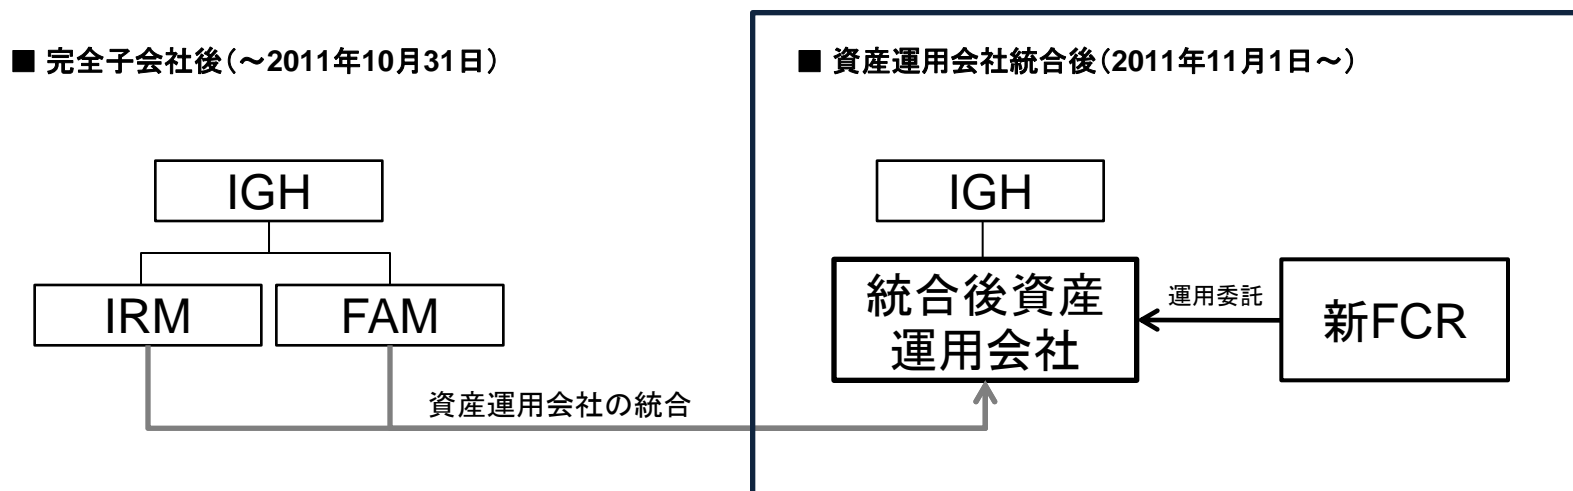 ■ 完全子会社後（～2011年10月31日）
IGH
IRM
FAM
資産運用会社の統合
■ 資産運用会社統合後（2011年11月1日～）
IGH
統合後資産
運用会社
運用委託
新FCR